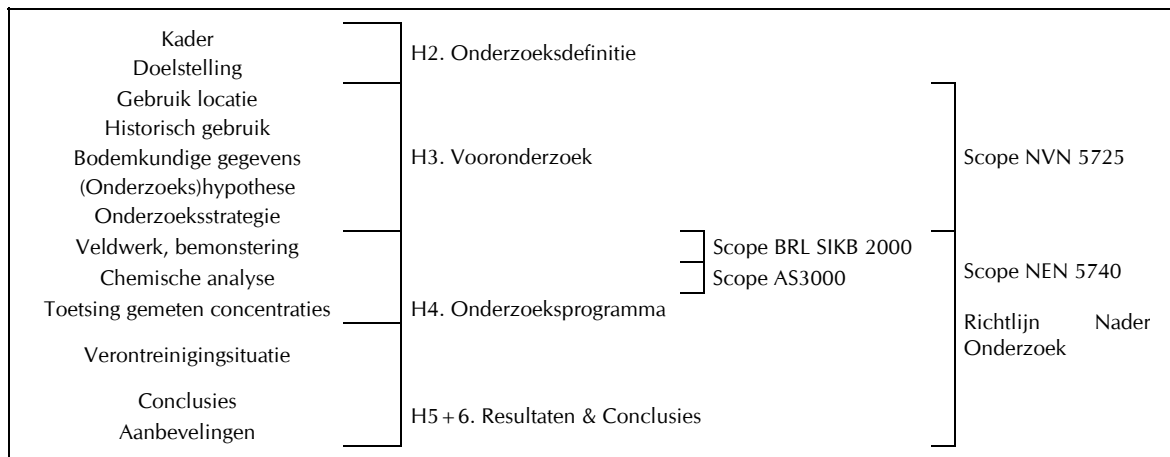 Kader
Doelstelling
H2. Onderzoeksdefinitie
Gebruik locatie
Historisch gebruik
Bodemkundige gegevens
(Onderzoeks)hypothese
Onderzoeksstrategie
H3. Vooronderzoek
Scope NVN 5725
Veldwerk, bemonstering
Chemische analyse
Toetsing gemeten concentraties
Verontreinigingsituatie
H4. Onderzoeksprogramma
Scope BRL SIKB 2000
Scope AS3000
Scope NEN 5740
Richtlijn Nader
Onderzoek
Conclusies
Aanbevelingen
H5+6. Resultaten & Conclusies